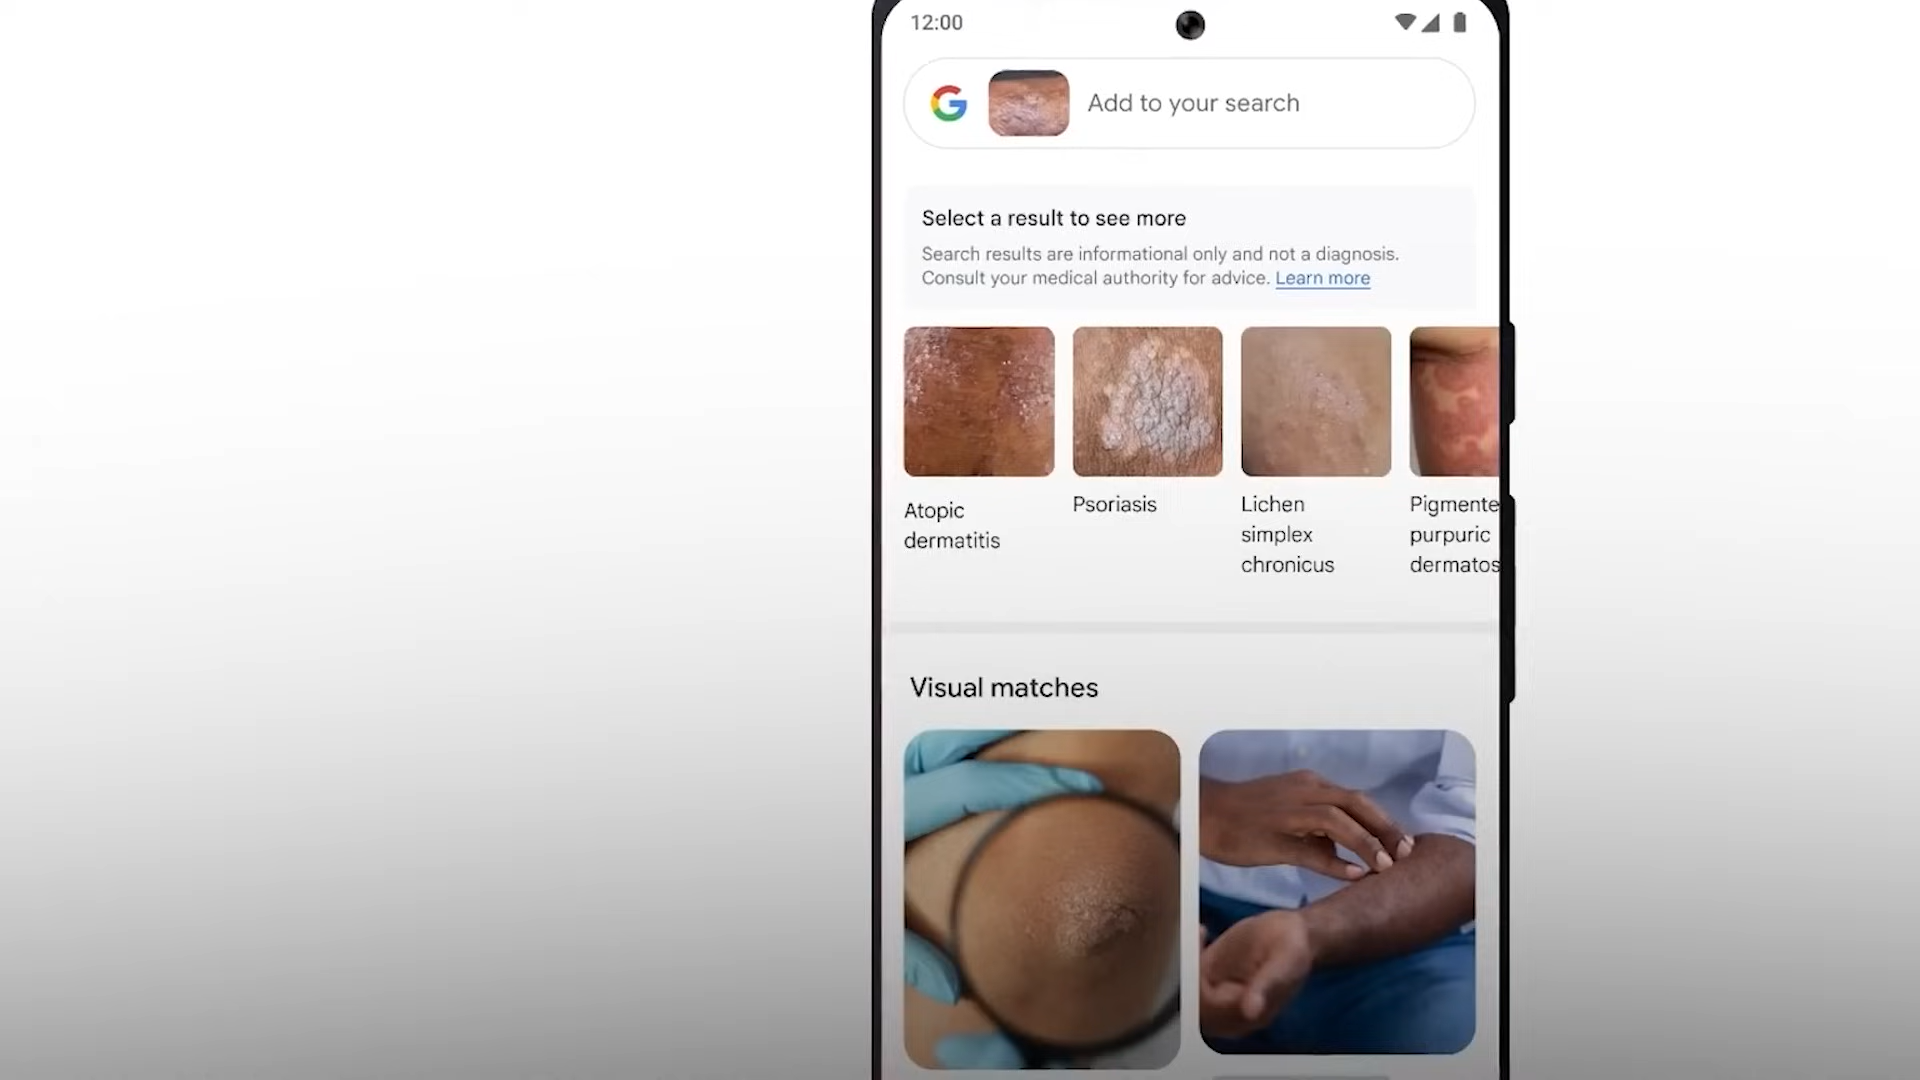 12:00
Add to your search
Select a result to see more
Search results are informational only and not a diagnosis.
Consult your medical authority for advice. Learn more
Atopic
dermatitis
Psoriasis
Lichen
simplex
chronicus
Pigmente
purpuric
dermatos
Visual matches